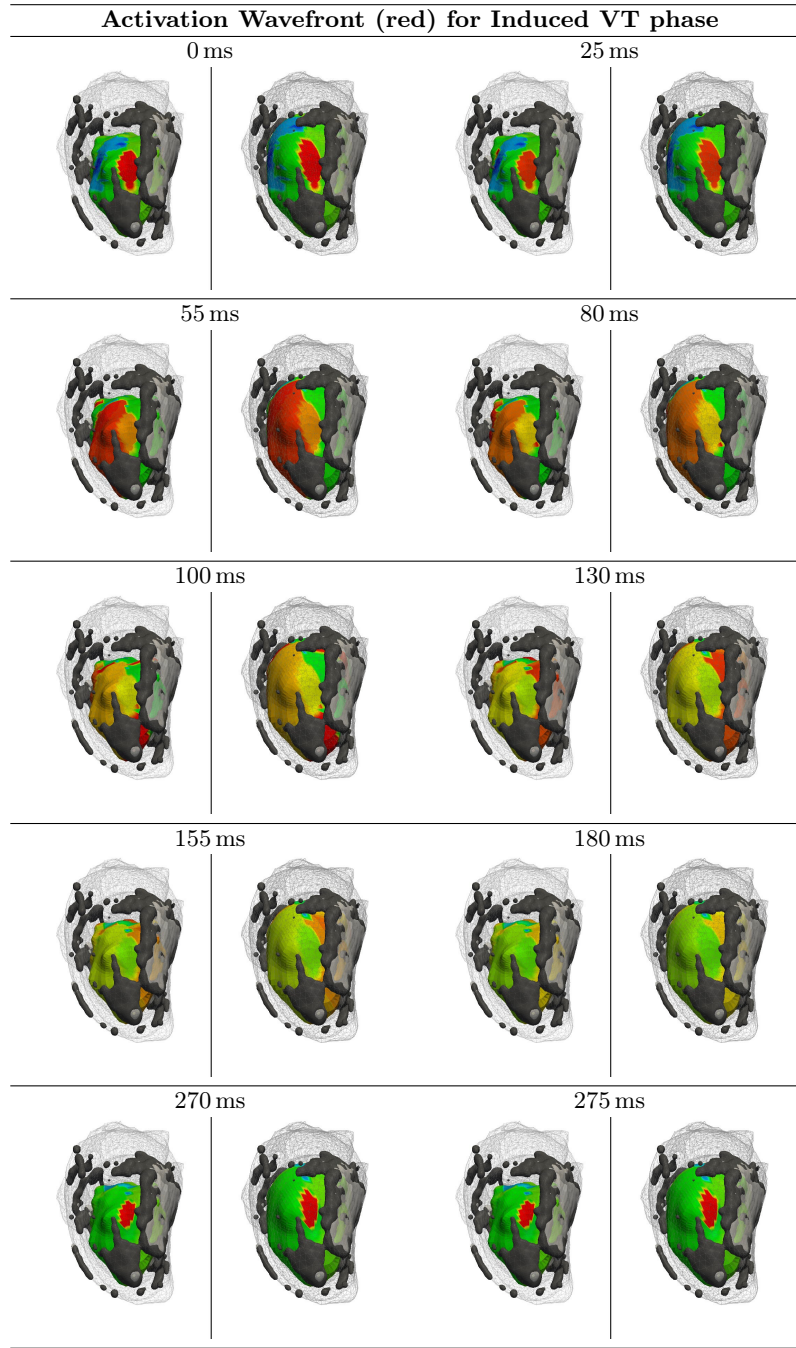 Activation Wavefront (red) for Induced VT phase
0 ms 25 ms
55 ms 80 ms
100 ms 130 ms
155 ms 180 ms
270 ms 275 ms